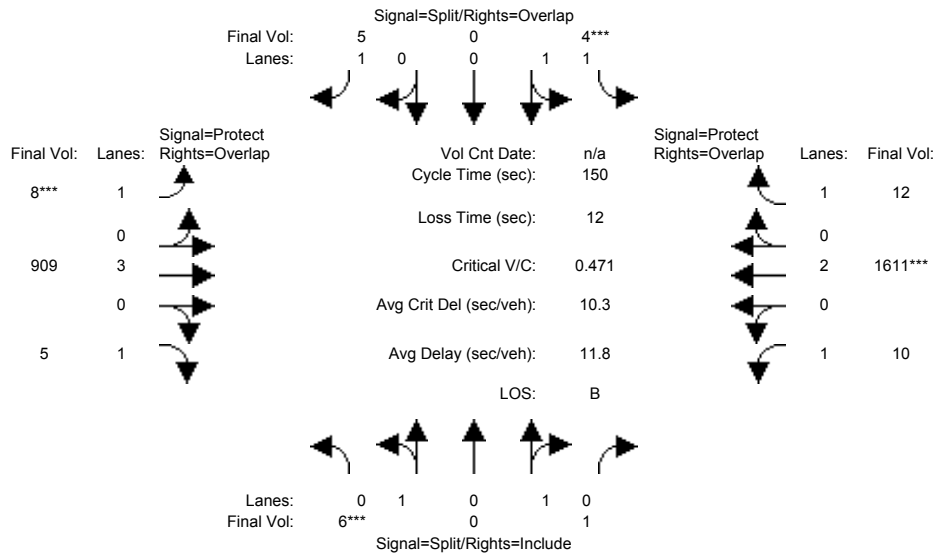 Signal=Split/Rights=Overlap
Final Vol: 5 0 4***
Lanes: 1 0 0 1 1
Signal=Protect Signal=Protect
Final Vol: Lanes: Rights=Overlap Vol Cnt Date: n/a Rights=Overlap Lanes: Final Vol:
Cycle Time (sec): 150
8*** 1 1 12
Loss Time (sec): 12
0 0
909 3 Critical V/C: 0.471 2 1611***
0 Avg Crit Del (sec/veh): 10.3 0
5 1 Avg Delay (sec/veh): 11.8 1 10
LOS: B
Lanes: 0 1 0 1 0
Final Vol: 6*** 0 1
Signal=Split/Rights=Include